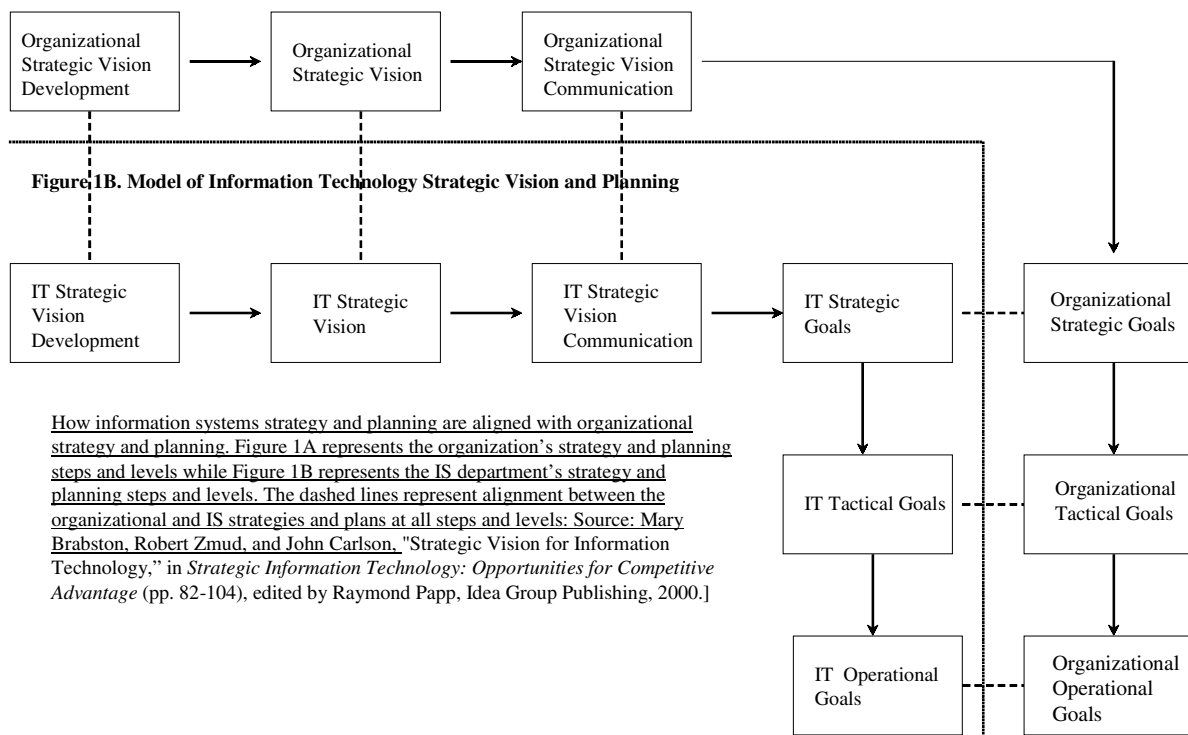 Organizational
Strategic Vision
Development
Organizational
Strategic Vision
Organizational
Strategic Vision
Communication
Figure 1B. Model of Information Technology Strategic Vision and Planning
IT Strategic
Vision
Development
IT Strategic
Vision
IT Strategic
Vision
Communication
IT Strategic
Goals
Organizational
Strategic Goals
How information systems strategy and planning are aligned with organizational
strategy and planning. Figure 1A represents the organization’s strategy and planning
steps and levels while Figure 1B represents the IS department’s strategy and
planning steps and levels. The dashed lines represent alignment between the
organizational and IS strategies and plans at all steps and levels: Source: Mary
Brabston, Robert Zmud, and John Carlson, "Strategic Vision for Information
Technology,” in Strategic Information Technology: Opportunities for Competitive
Advantage (pp. 82-104), edited by Raymond Papp, Idea Group Publishing, 2000.]
IT Tactical Goals
Organizational
Tactical Goals
IT Operational
Goals
Organizational
Operational
Goals